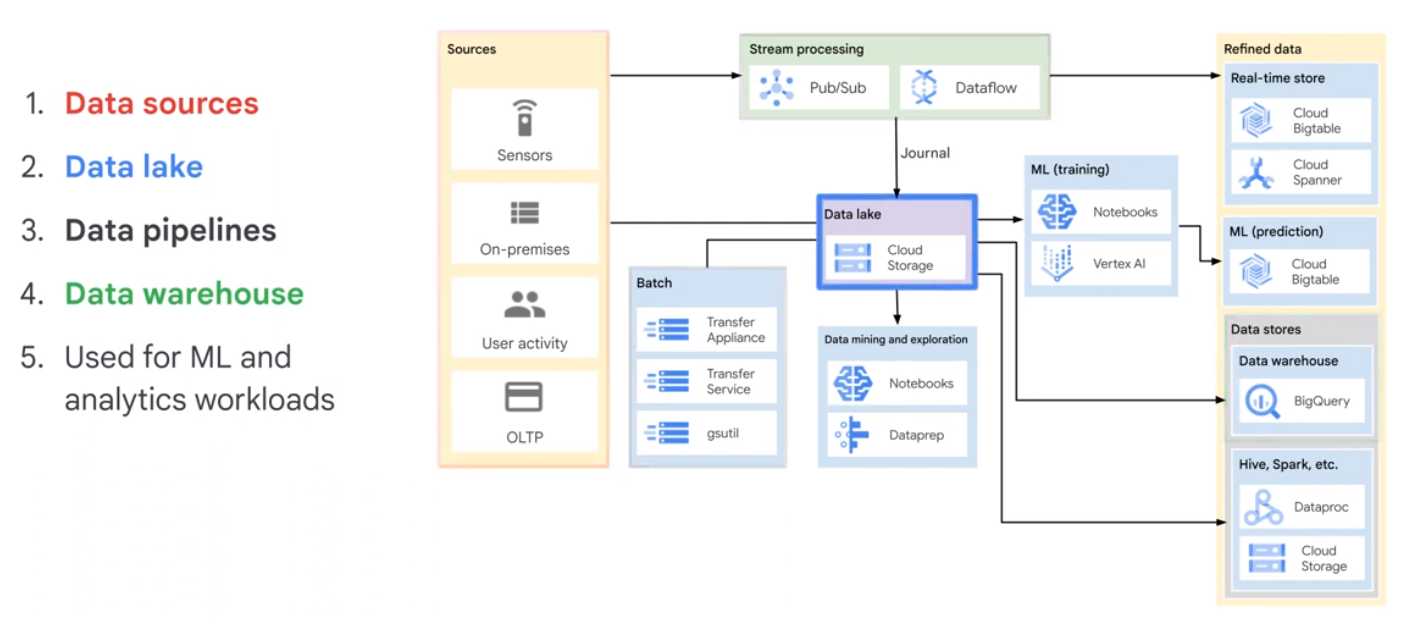 1. Data sources
2. Data lake
3. Data pipelines
4. Data warehouse
5. Used for ML and
analytics workloads
Sources
Sensors
On-premises
User activity
OLTP
Stream processing
Pub/Sub
Dataflow
Journal
Batch
Transfer
Appliance
Transfer
Service
gsutil
Data lake
Cloud
Storage
Data mining and exploration
Notebooks
Dataprep
ML (training)
Notebooks
Vertex AI
Refined data
Real-time store
Cloud
Bigtable
Cloud
Spanner
ML (prediction)
Cloud
Bigtable
Data stores
Data warehouse
BigQuery
Hive, Spark, etc.
Dataproc
Cloud
Storage